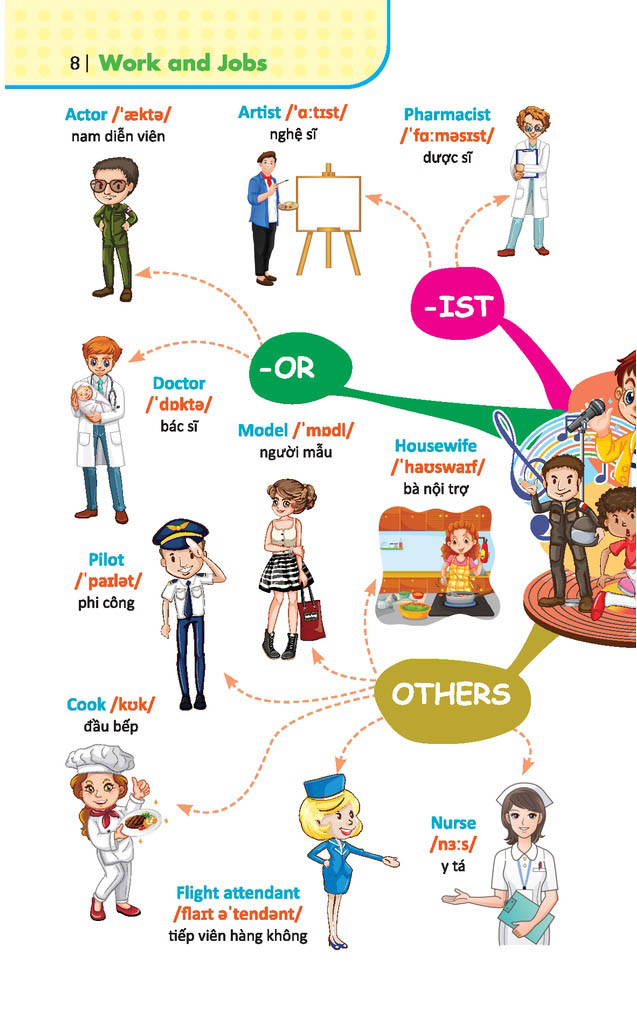 8 | Work and Jobs
Actor /ˈæktə/
nam diễn viên
Artist /'ɑːtɪst/
nghệ sĩ
Pharmacist
/ˈfɑːməsɪst/
dược sĩ
-IST
-OR
Doctor
/ˈdɒktə/
bác sĩ
Model /ˈmɒdl/
người mẫu
Housewife
/ˈhaʊswaɪf/
bà nội trợ
Pilot
/ˈpaɪlət/
phi công
OTHERS
Cook /kʊk/
đầu bếp
Flight attendant
/flaɪt əˈtendənt/
tiếp viên hàng không
Nurse
/nɜːs/
y tá